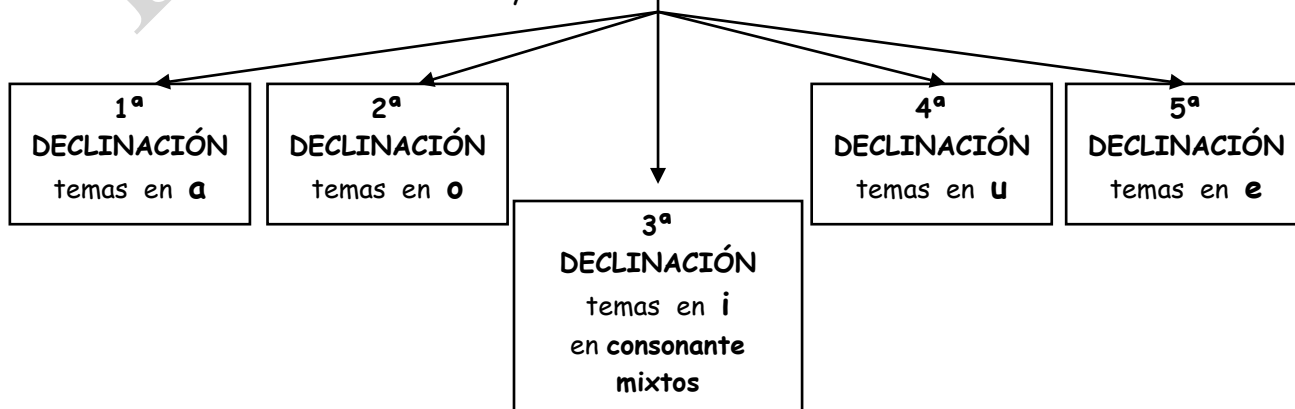 1ª
DECLINACIÓN
temas en a
2ª
DECLINACIÓN
temas en o
3ª
DECLINACIÓN
temas en i
en consonante
mixtos
4ª
DECLINACIÓN
temas en u
5ª
DECLINACIÓN
temas en e